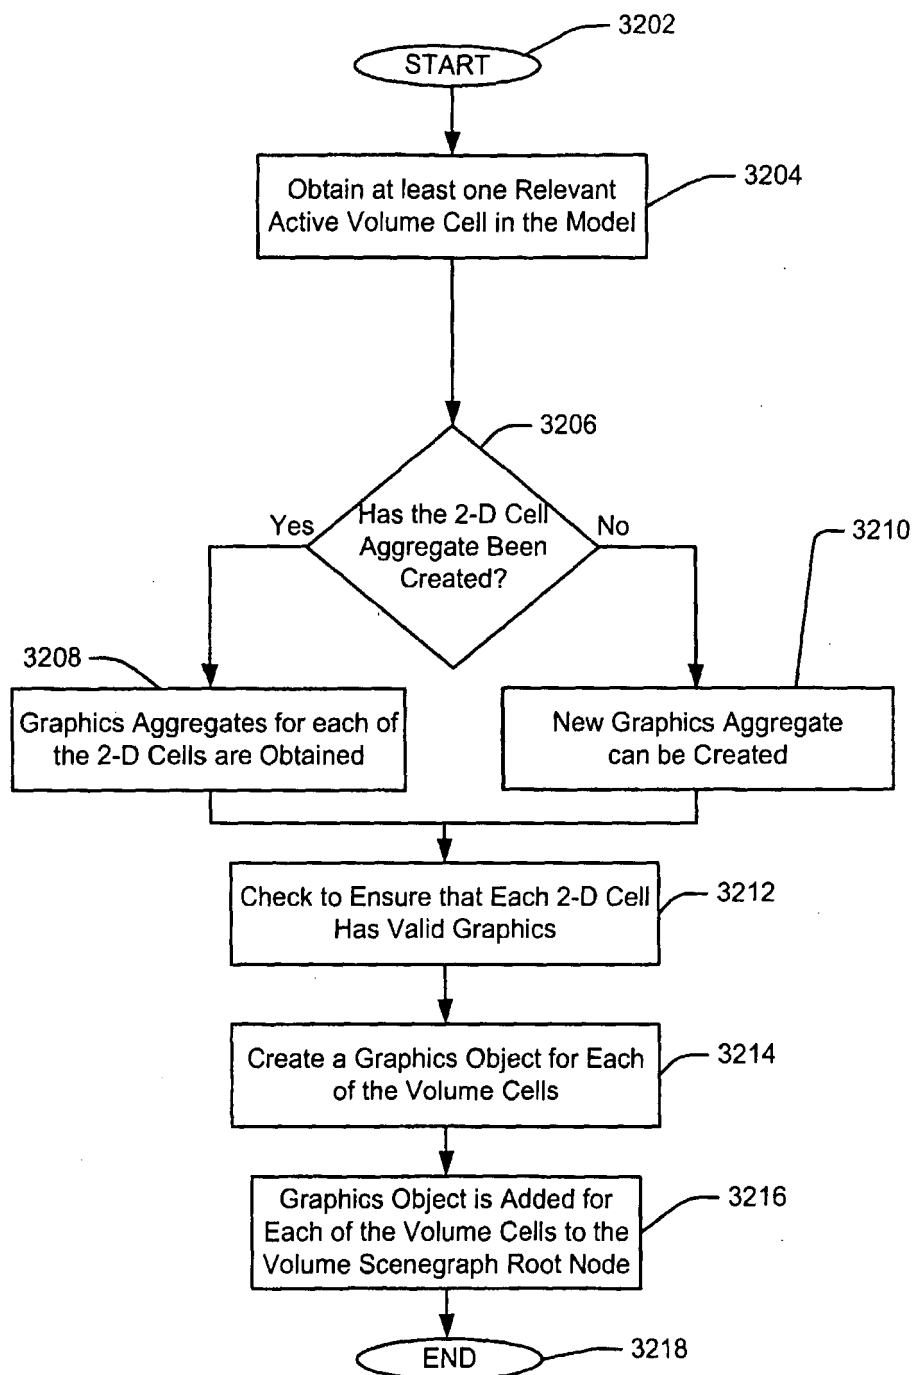 3202
START
3204
Obtain at least one Relevant
Active Volume Cell in the Model
3206
Has the 2-D Cell
Aggregate Been
Created?
Yes
No
3210
3208
Graphics Aggregates for each of
the 2-D Cells are Obtained
New Graphics Aggregate
can be Created
Check to Ensure that Each 2-D Cell
Has Valid Graphics
3212
Create a Graphics Object for Each
of the Volume Cells
3214
Graphics Object is Added for
Each of the Volume Cells to the
Volume Scenegraph Root Node
3216
END
3218